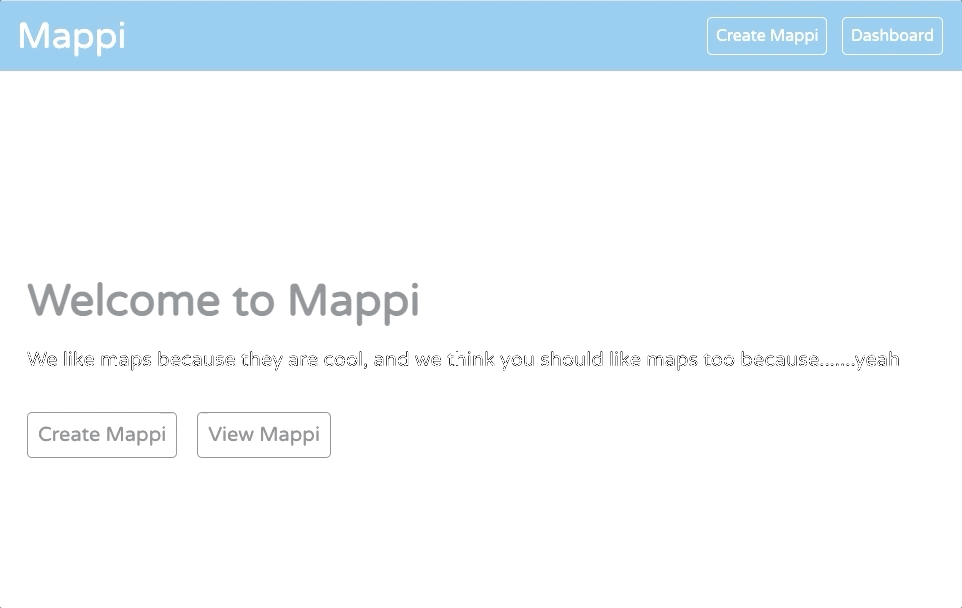 Mappi
Create Mappi
Dashboard
Welcome to Mappi
We like maps because they are cool, and we think you should like maps too because.......yeah
Create Mappi
View Mappi